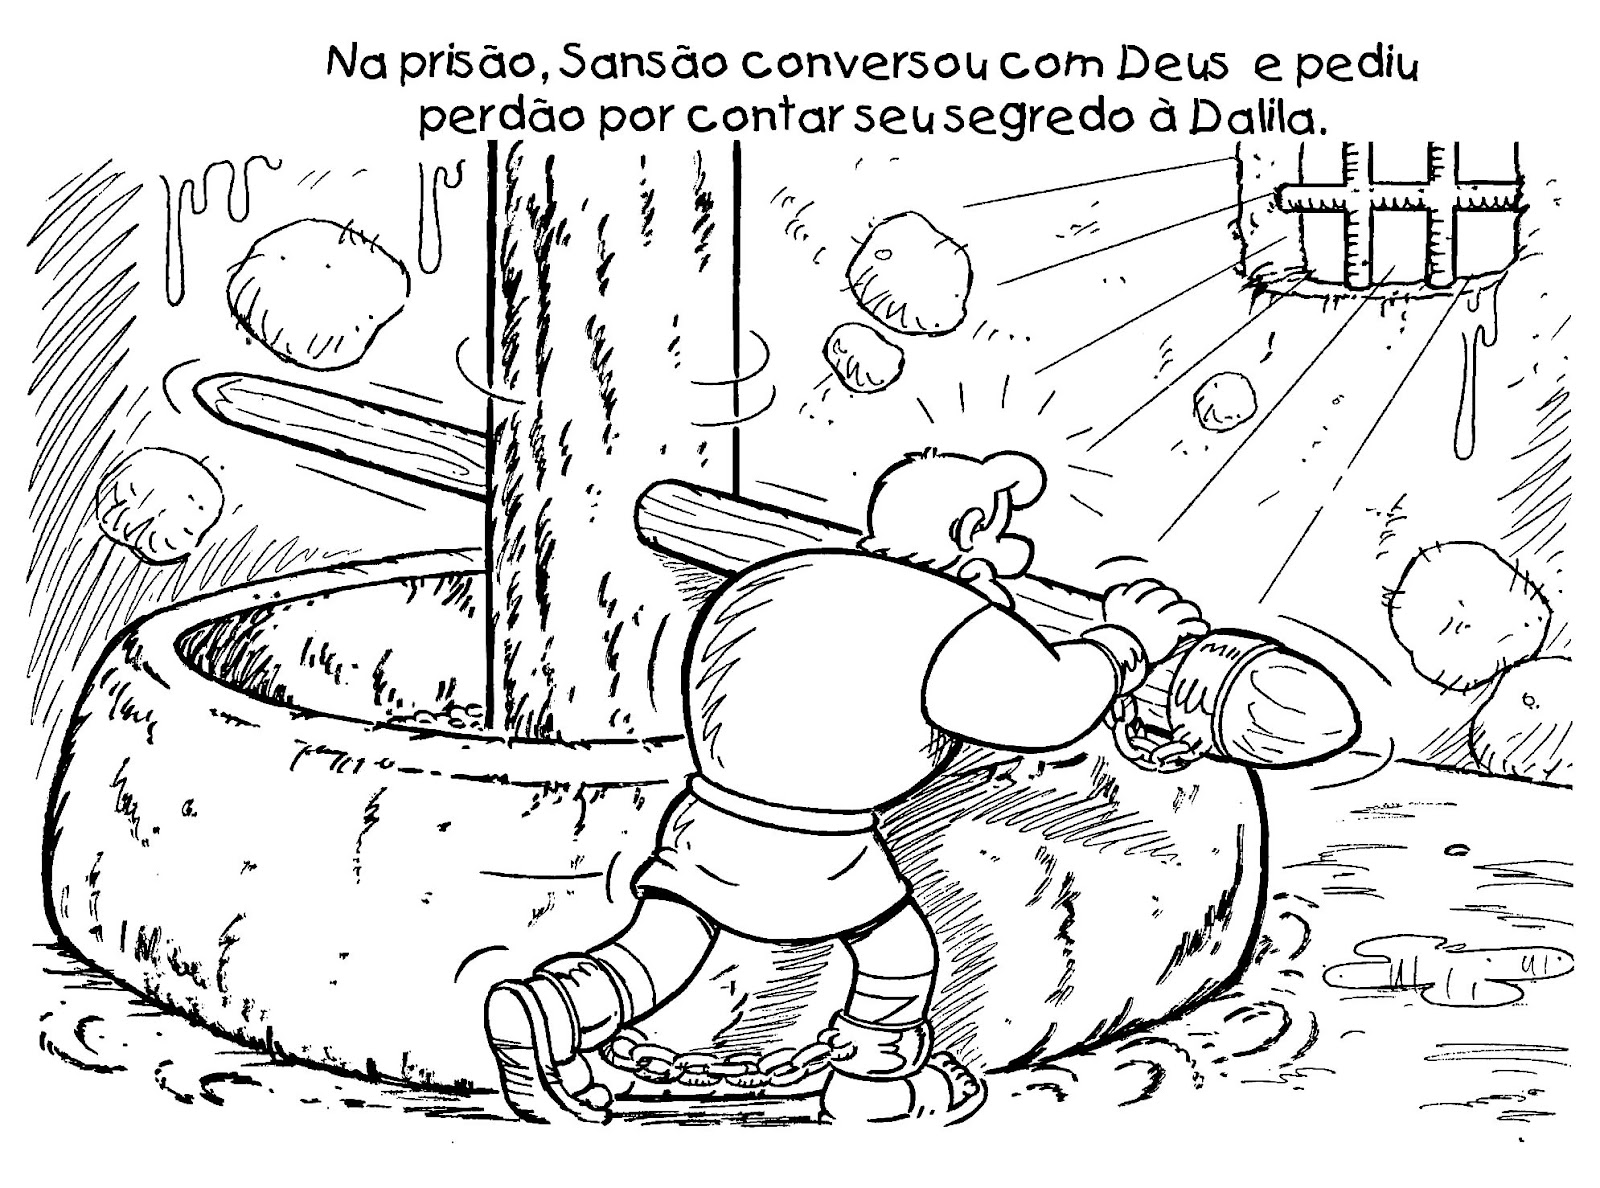 Na prisão, Sansão conversou com Deus e pediu
perdão por contar seu segredo à Dalila.